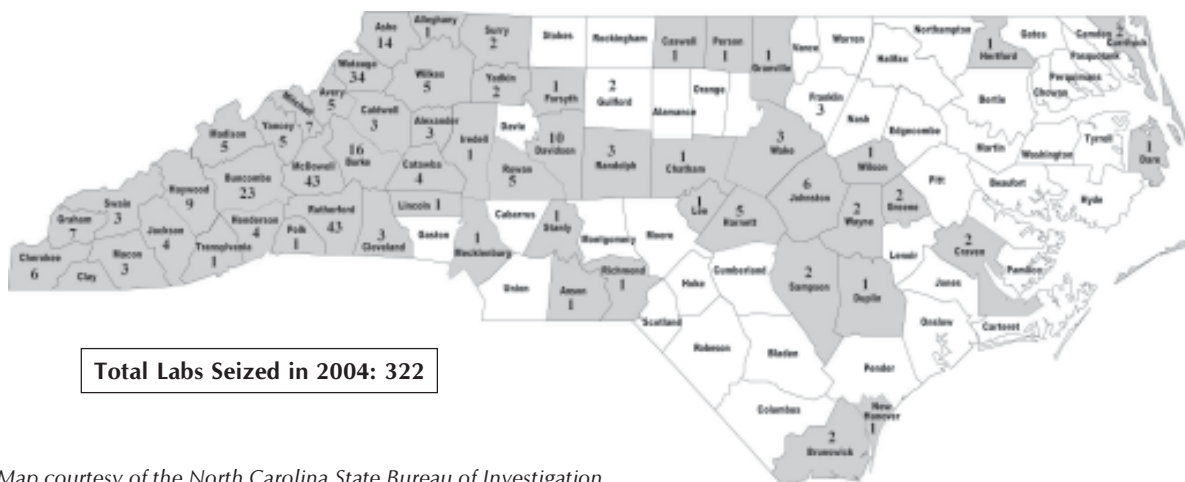 Ashe
14
Alleghany
1
Surry
2
Stokes
Rockingham
Caswell
1
Person
1
1
Granville
Vance
Warren
Northampton
Halifax
1
Hertford
Gates
Camden
2
Currituck
Pasquotank
Perquimans
Chowan
Bertie
Watauga
34
Wilkes
5
Yadkin
2
1
Forsyth
2
Guilford
Alamance
Orange
Franklin
3
Nash
Edgecombe
Martin
Washington
Tyrrell
1
Dare
Mitchell
7
Avery
5
Caldwell
3
Alexander
3
Iredell
1
Davie
10
Davidson
3
Randolph
1
Chatham
3
Wake
1
Wilson
Pitt
Beaufort
Hyde
Madison
5
Yancey
5
McDowell
43
16
Burke
Catawba
4
Rowan
5
6
Johnston
2
Greene
Haywood
9
Buncombe
23
Rutherford
43
Lincoln 1
Cabarrus
1
Stanly
Montgomery
Moore
1
Lee
5
Harnett
2
Wayne
Lenoir
2
Craven
Pamlico
Graham
7
Swain
3
Jackson
4
Henderson
4
Polk
1
3
Cleveland
Gaston
1
Mecklenburg
Cherokee
6
Clay
Macon
3
Transylvania
1
Union
Anson
1
Richmond
1
Hoke
Cumberland
2
Sampson
1
Duplin
Jones
Onslow
Carteret
Scotland
Robeson
Bladen
Pender
Columbus
New
Hanover
1
2
Brunswick
Total Labs Seized in 2004: 322
Map courtesy of the North Carolina State Bureau of Investigation